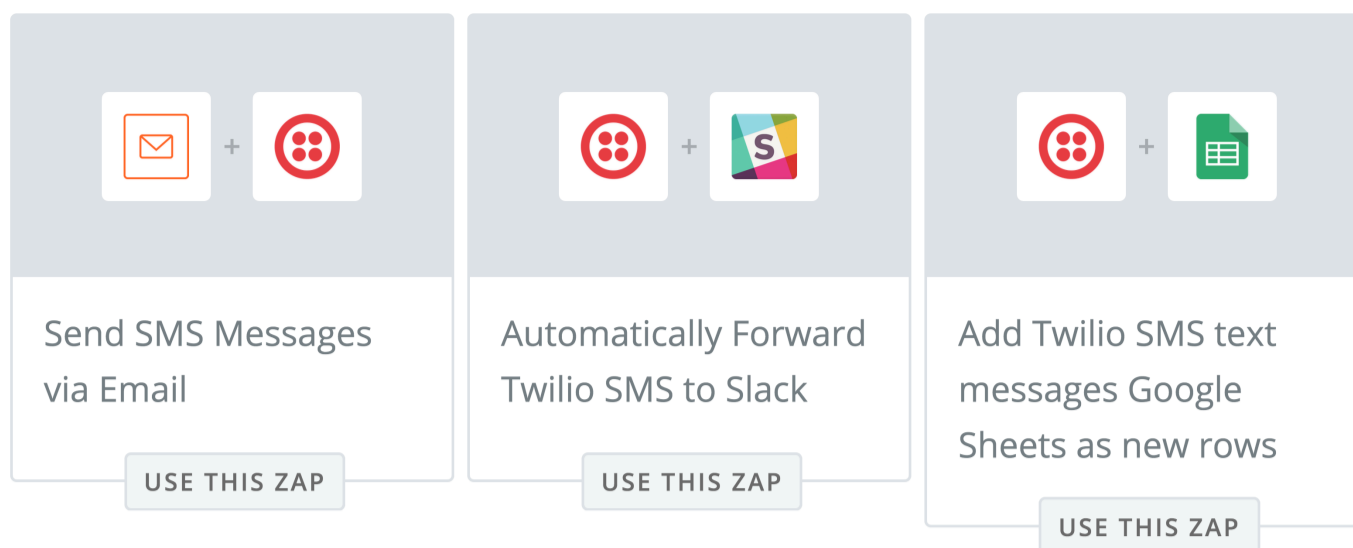 Send SMS Messages
via Email
USE THIS ZAP
S
Automatically Forward
Twilio SMS to Slack
USE THIS ZAP
Add Twilio SMS text
messages Google
Sheets as new rows
USE THIS ZAP